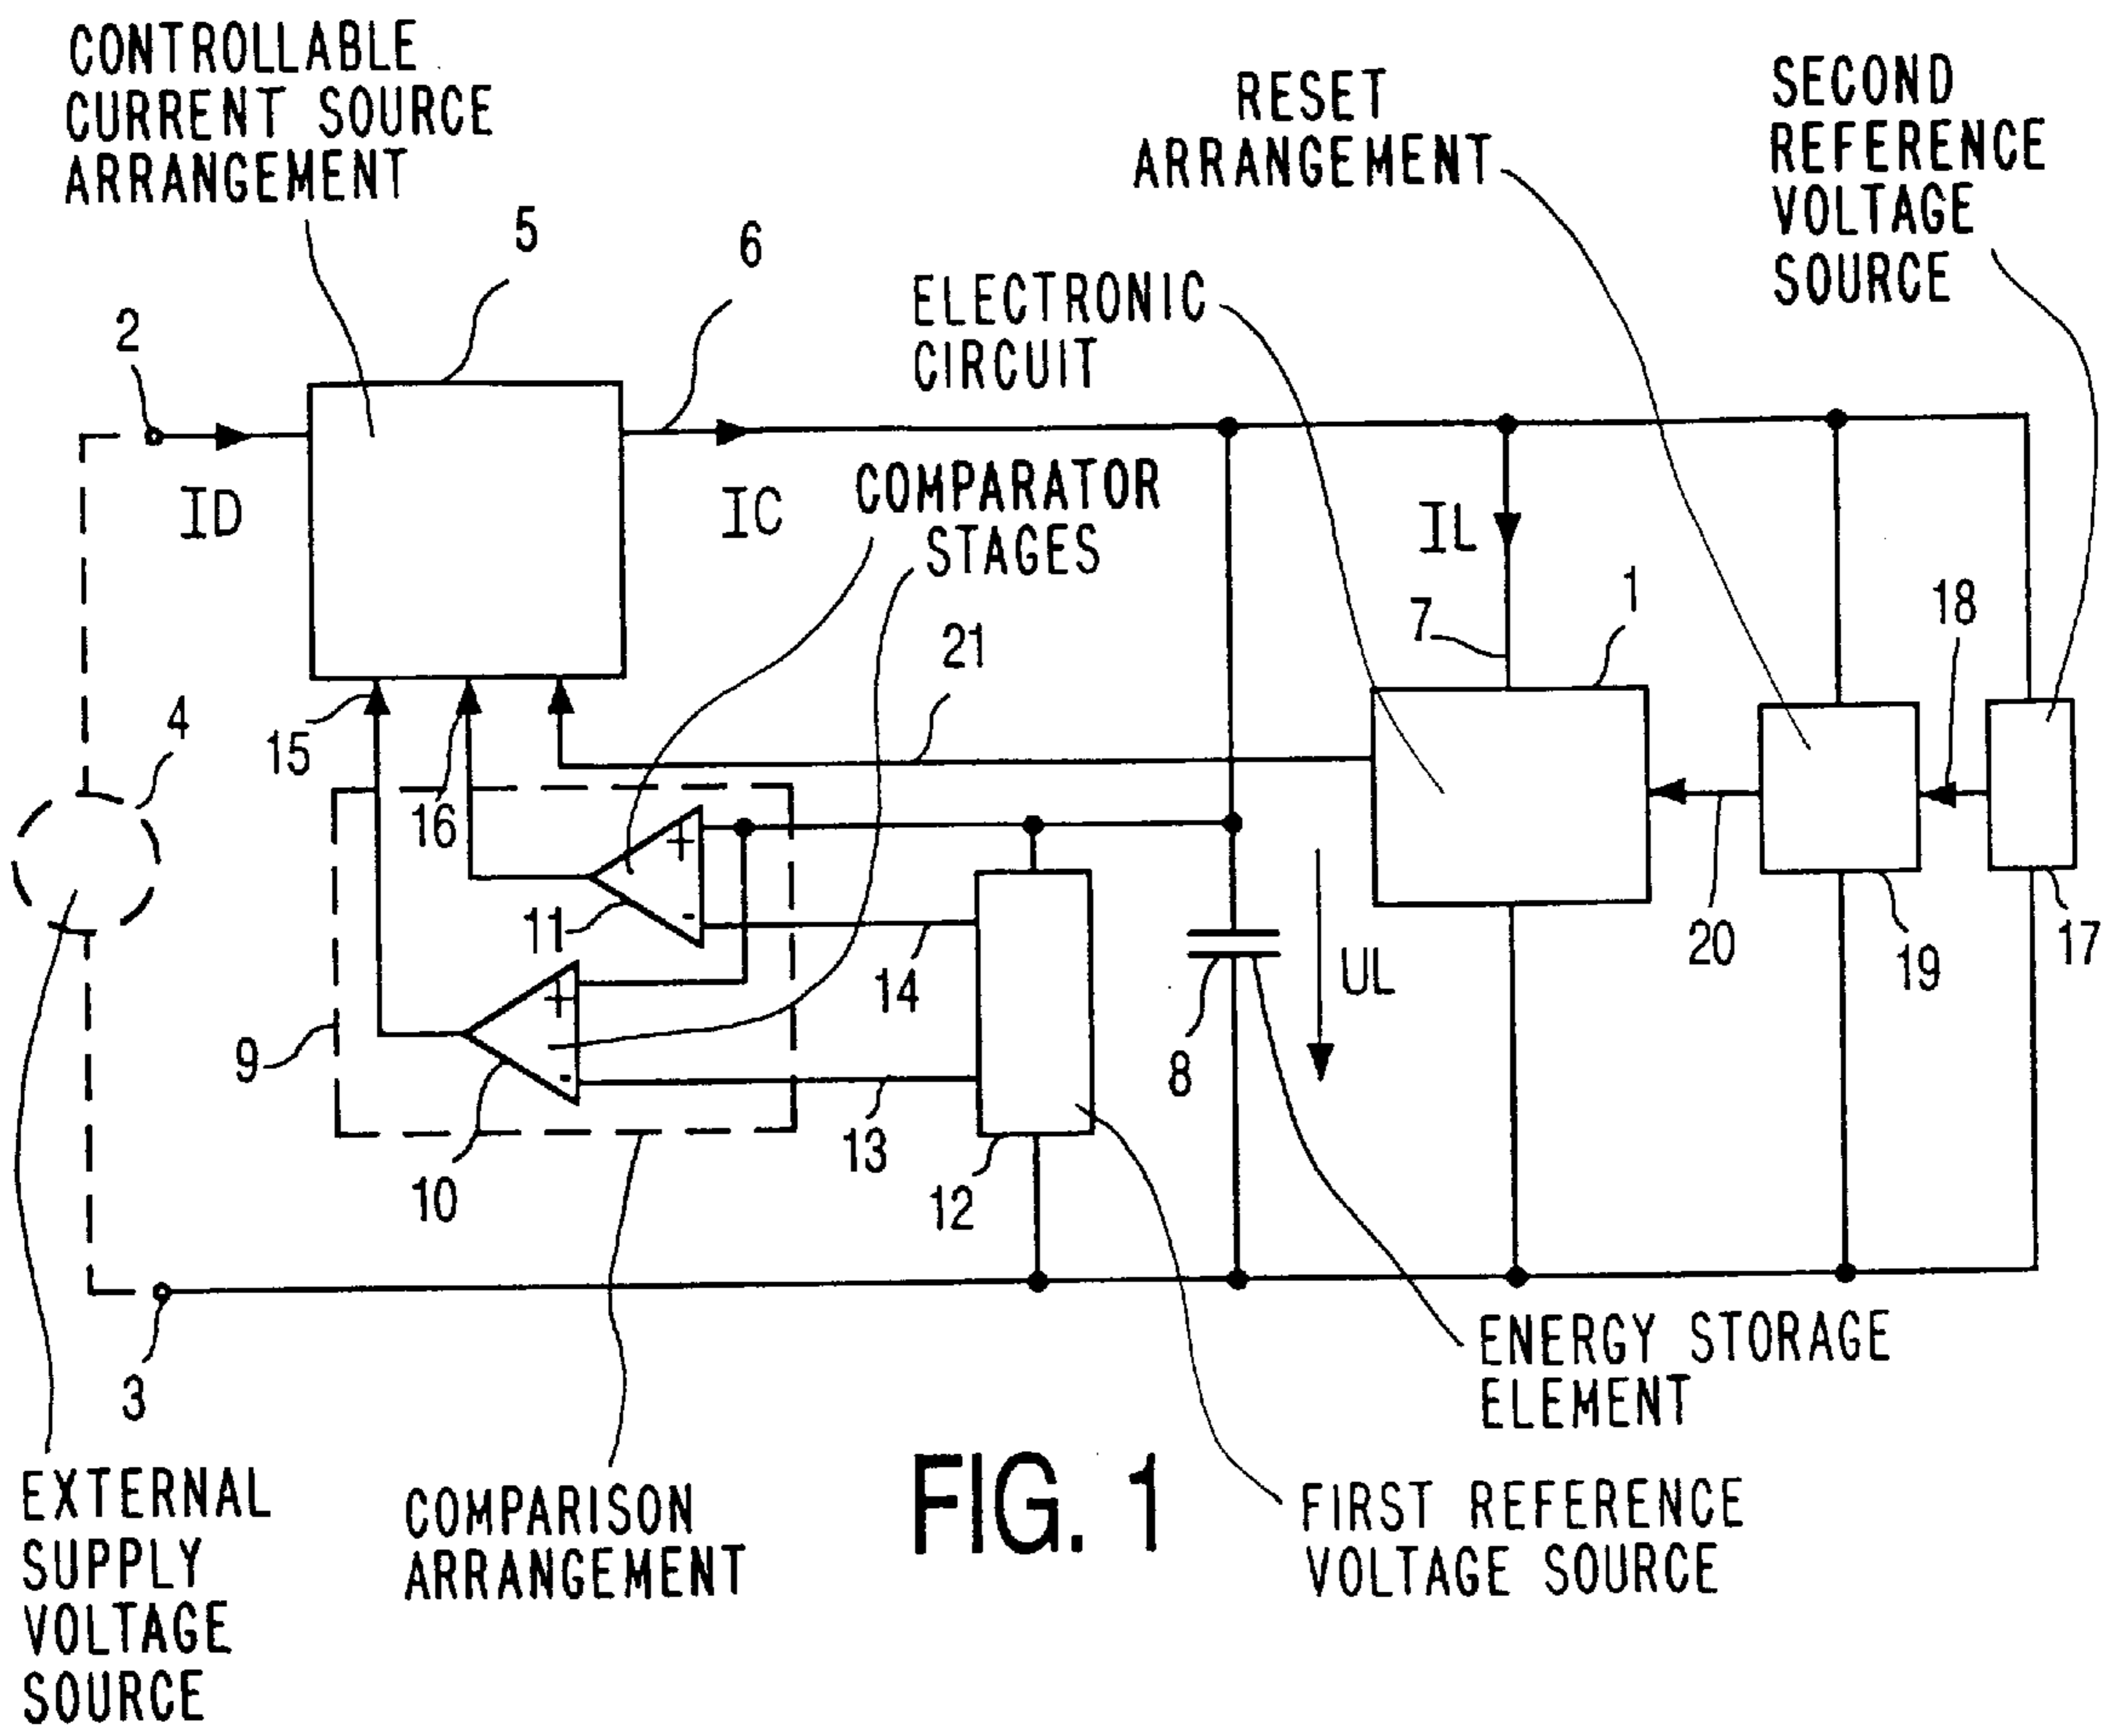 CONTROLLABLE
CURRENT SOURCE
ARRANGEMENT
RESET
ARRANGEMENT
SECOND
REFERENCE
VOLTAGE
SOURCE
5
6
ELECTRONIC
CIRCUIT
2
ID
IC
COMPARATOR
STAGES
IL
7
1
18
21
4
15
16
+
-
11
14
+
-
10
9
13
12
8
UL
20
19
17
3
ENERGY STORAGE
ELEMENT
EXTERNAL
SUPPLY
VOLTAGE
SOURCE
COMPARISON
ARRANGEMENT
FIG. 1
FIRST REFERENCE
VOLTAGE SOURCE